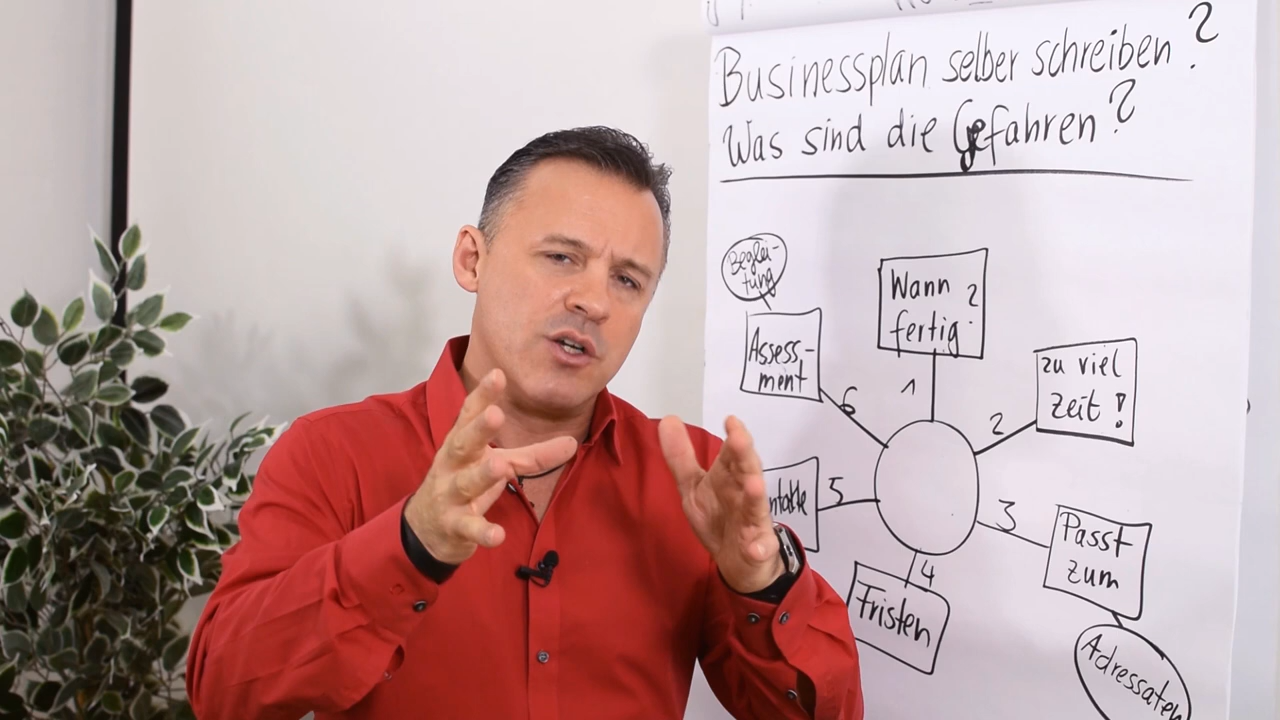 Businessplan selber schreiben?
Was sind die Gefahren?
Beglei-
tung
Assess-
ment
6
Wann
fertig?
1
zu viel
Zeit!
2
3
Passt
zum
Adressaten
4
Fristen
5